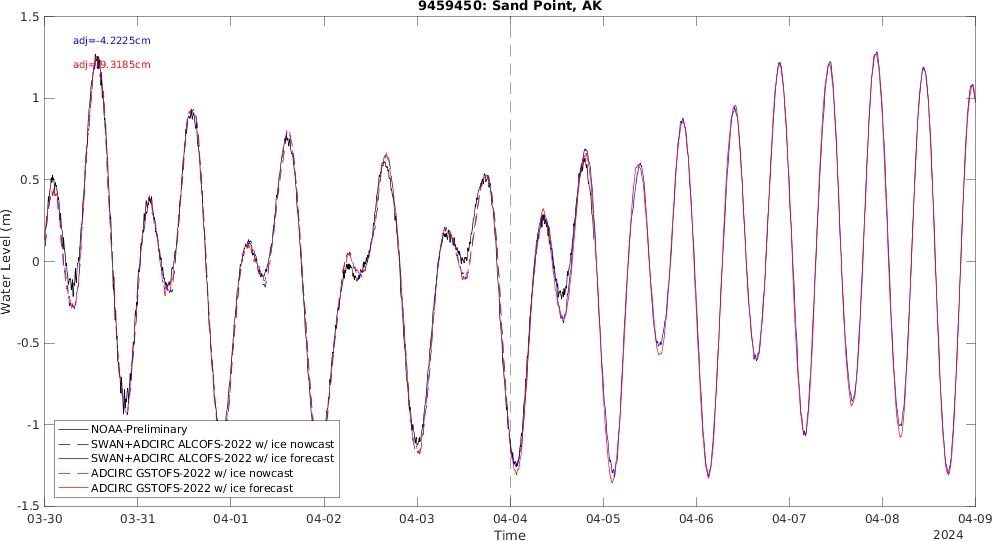 9459450: Sand Point, AK
adj=-4.2225cm
adj=-9.3185cm
1.5
1
0.5
0
-0.5
-1
-1.5
Water Level (m)
NOAA-Preliminary
SWAN+ADCIRC ALCOFS-2022 w/ ice nowcast
SWAN+ADCIRC ALCOFS-2022 w/ ice forecast
ADCIRC GSTOFS-2022 w/ ice nowcast
ADCIRC GSTOFS-2022 w/ ice forecast
03-30 03-31 04-01 04-02 04-03 04-04 04-05 04-06 04-07 04-08 04-09
Time
2024